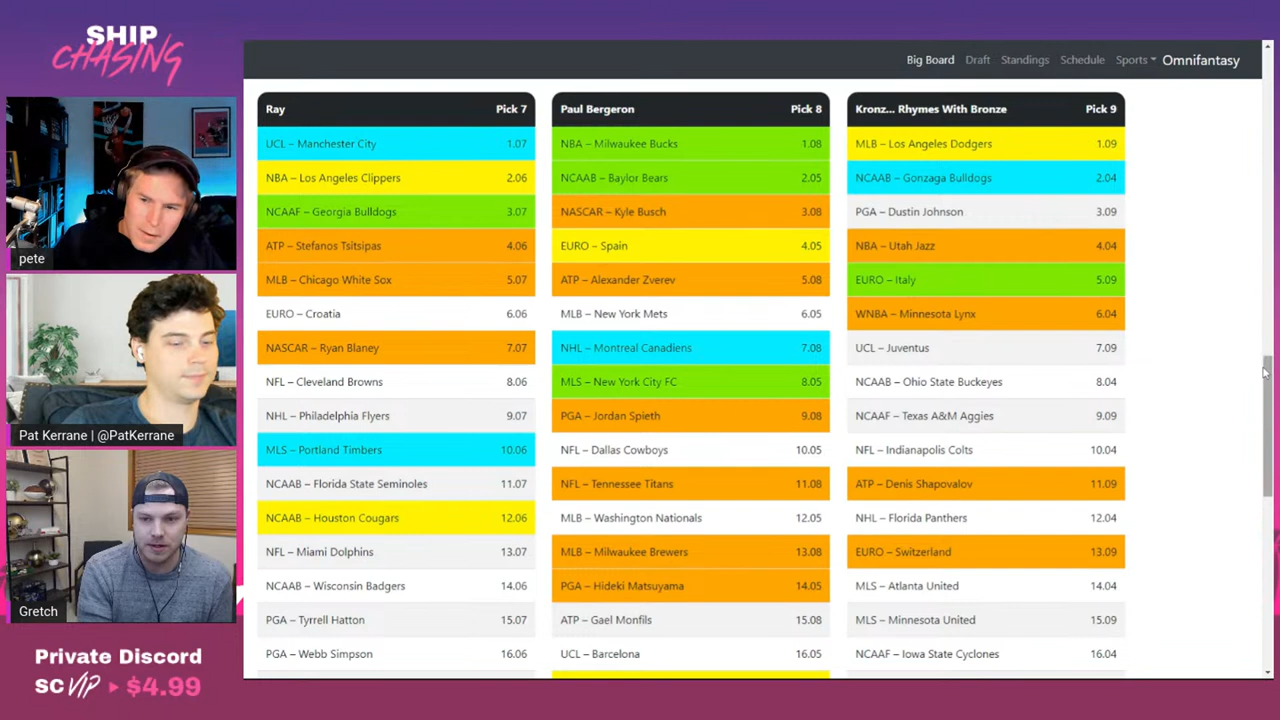 SHIP
CHASING
Big Board Draft Standings Schedule Sports Omnifantasy
Ray Pick 7
UCL – Manchester City 1.07
NBA – Los Angeles Clippers 2.06
NCAAF – Georgia Bulldogs 3.07
ATP – Stefanos Tsitsipas 4.06
MLB – Chicago White Sox 5.07
EURO – Croatia 6.06
NASCAR – Ryan Blaney 7.07
NFL – Cleveland Browns 8.06
NHL – Philadelphia Flyers 9.07
MLS – Portland Timbers 10.06
NCAAB – Florida State Seminoles 11.07
NCAAB – Houston Cougars 12.06
NFL – Miami Dolphins 13.07
NCAAB – Wisconsin Badgers 14.06
PGA – Tyrrell Hatton 15.07
PGA – Webb Simpson 16.06
Paul Bergeron Pick 8
NBA – Milwaukee Bucks 1.08
NCAAB – Baylor Bears 2.05
NASCAR – Kyle Busch 3.08
EURO – Spain 4.05
ATP – Alexander Zverev 5.08
MLB – New York Mets 6.05
NHL – Montreal Canadiens 7.08
MLS – New York City FC 8.05
PGA – Jordan Spieth 9.08
NFL – Dallas Cowboys 10.05
NFL – Tennessee Titans 11.08
MLB – Washington Nationals 12.05
MLB – Milwaukee Brewers 13.08
PGA – Hideki Matsuyama 14.05
ATP – Gael Monfils 15.08
UCL – Barcelona 16.05
Kronz... Rhymes With Bronze Pick 9
MLB – Los Angeles Dodgers 1.09
NCAAB – Gonzaga Bulldogs 2.04
PGA – Dustin Johnson 3.09
NBA – Utah Jazz 4.04
EURO – Italy 5.09
WNBA – Minnesota Lynx 6.04
UCL – Juventus 7.09
NCAAB – Ohio State Buckeyes 8.04
NCAAF – Texas A&M Aggies 9.09
NFL – Indianapolis Colts 10.04
ATP – Denis Shapovalov 11.09
NHL – Florida Panthers 12.04
EURO – Switzerland 13.09
MLS – Atlanta United 14.04
MLS – Minnesota United 15.09
NCAAF – Iowa State Cyclones 16.04
pete
Pat Kerrane | @PatKerrane
Gretch
Private Discord
SC VIP $4.99